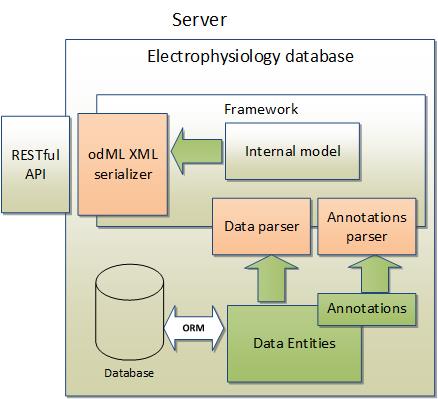 Server
Electrophysiology database
Framework
RESTful
API
odML XML
serializer
Internal model
Data parser
Annotations
parser
Annotations
ORM
Data Entities
Database